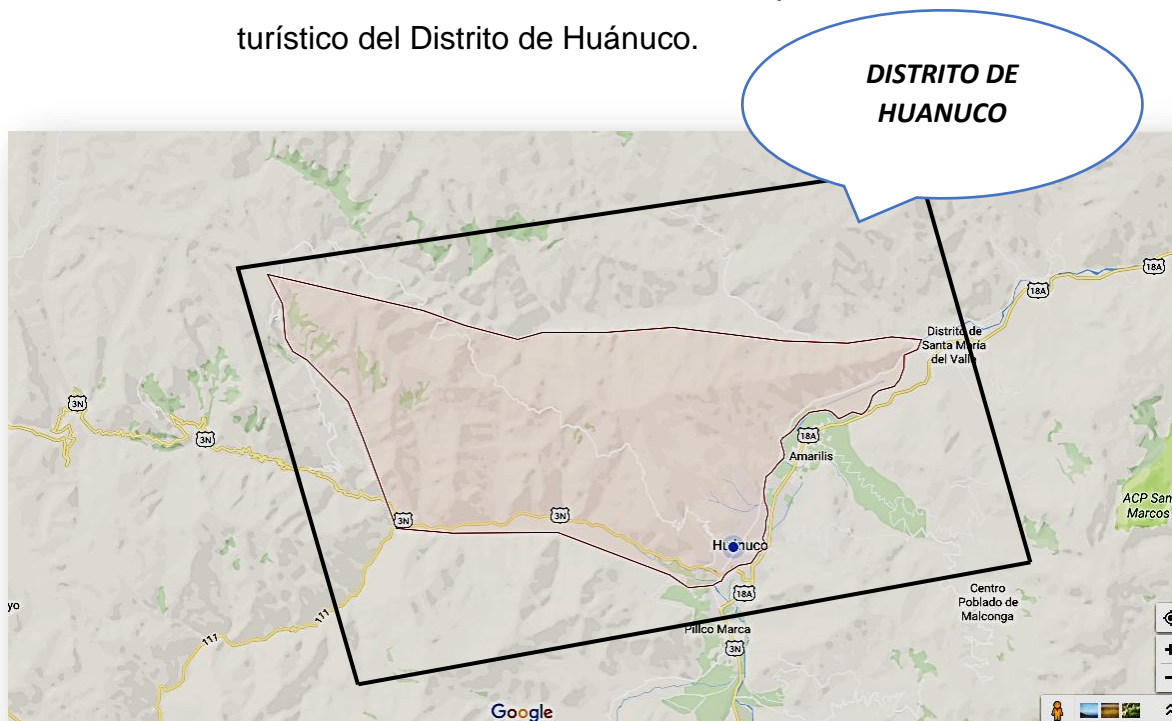 turístico del Distrito de Huánuco.
DISTRITO DE
HUANUCO
18A
18A
Distrito de
Santa María
del Valle
3N
3N
18A
Amarilis
ACP San
Marcos
3N
3N
Huánuco
18A
Centro
Poblado de
Malconga
yo
117
117
Pillco Marca
3N
Google